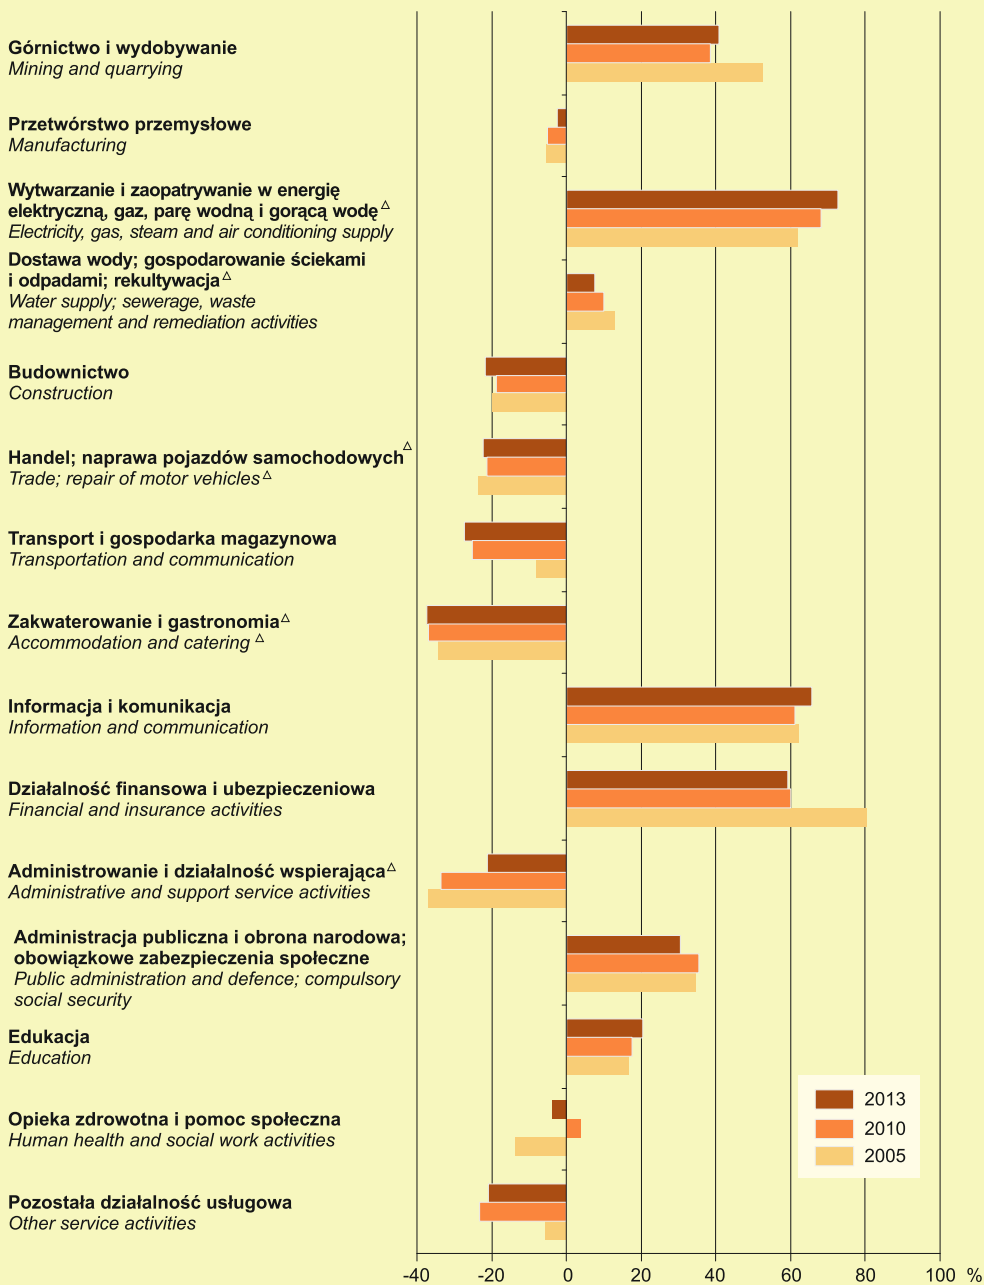 Górnictwo i wydobywanie
Mining and quarrying
Przetwórstwo przemysłowe
Manufacturing
Wytwarzanie i zaopatrywanie w energię
elektryczną, gaz, parę wodną i gorącą wodę△
Electricity, gas, steam and air conditioning supply
Dostawa wody; gospodarowanie ściekami
i odpadami; rekultywacja△
Water supply; sewerage, waste
management and remediation activities
Budownictwo
Construction
Handel; naprawa pojazdów samochodowych△
Trade; repair of motor vehicles△
Transport i gospodarka magazynowa
Transportation and communication
Zakwaterowanie i gastronomia△
Accommodation and catering △
Informacja i komunikacja
Information and communication
Działalność finansowa i ubezpieczeniowa
Financial and insurance activities
Administrowanie i działalność wspierająca△
Administrative and support service activities
Administracja publiczna i obrona narodowa;
obowiązkowe zabezpieczenia społeczne
Public administration and defence; compulsory
social security
Edukacja
Education
Opieka zdrowotna i pomoc społeczna
Human health and social work activities
Pozostała działalność usługowa
Other service activities
2013
2010
2005
-40 -20 0 20 40 60 80 100 %